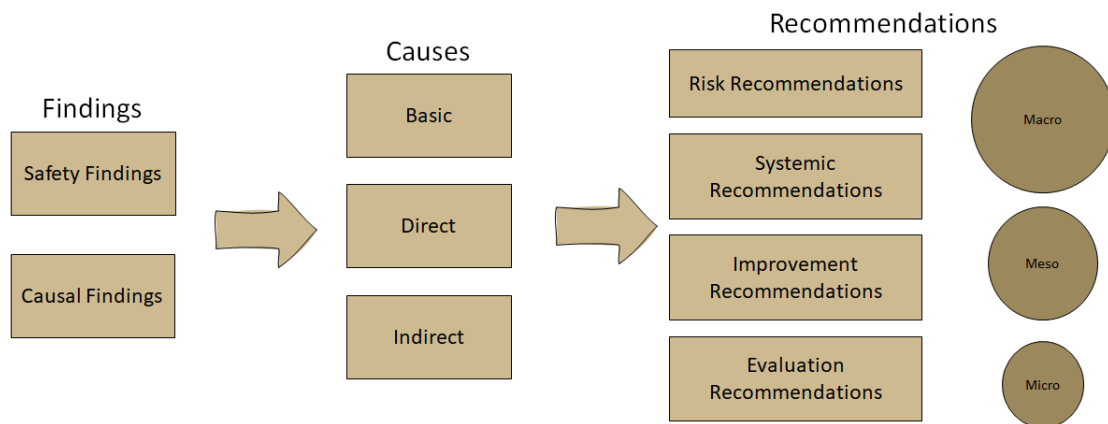 Findings
Safety Findings
Causal Findings
Causes
Basic
Direct
Indirect
Recommendations
Risk Recommendations
Systemic
Recommendations
Improvement
Recommendations
Evaluation
Recommendations
Macro
Meso
Micro